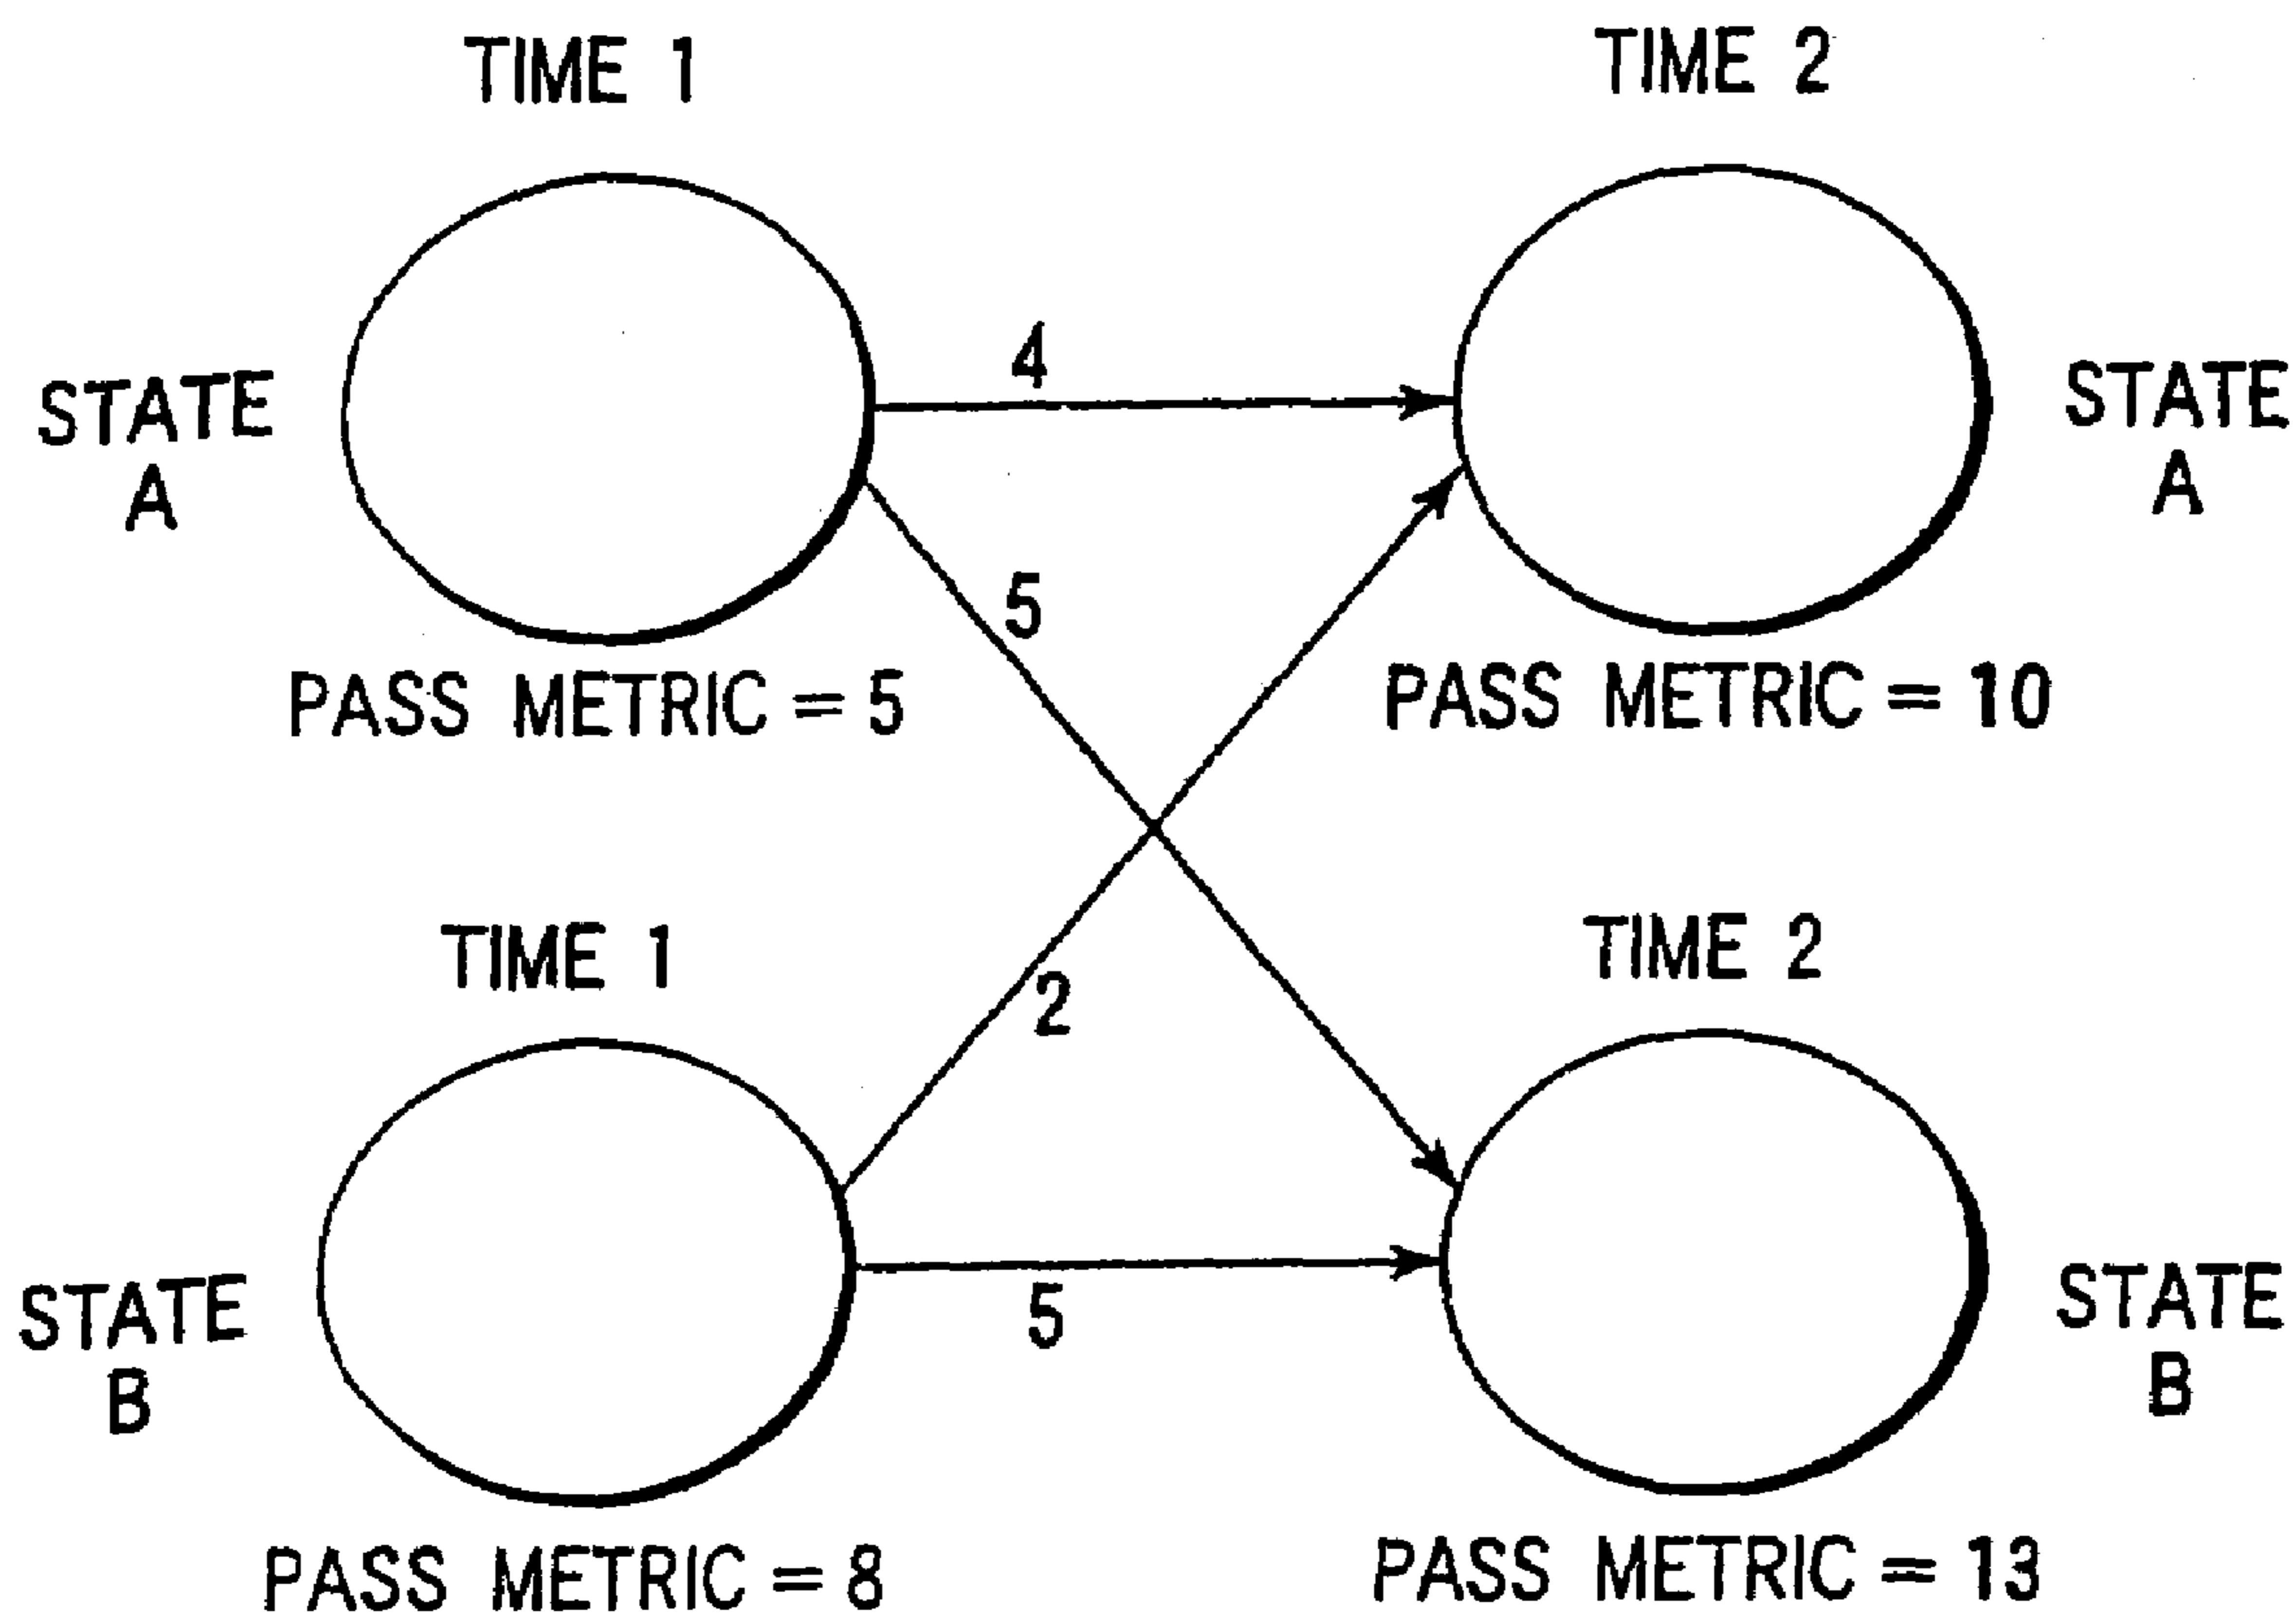 TIME 1
TIME 2
STATE
A
4
STATE
A
5
PASS METRIC = 5
PASS METRIC = 10
TIME 1
TIME 2
2
STATE
B
5
STATE
B
PASS METRIC = 8
PASS METRIC = 13